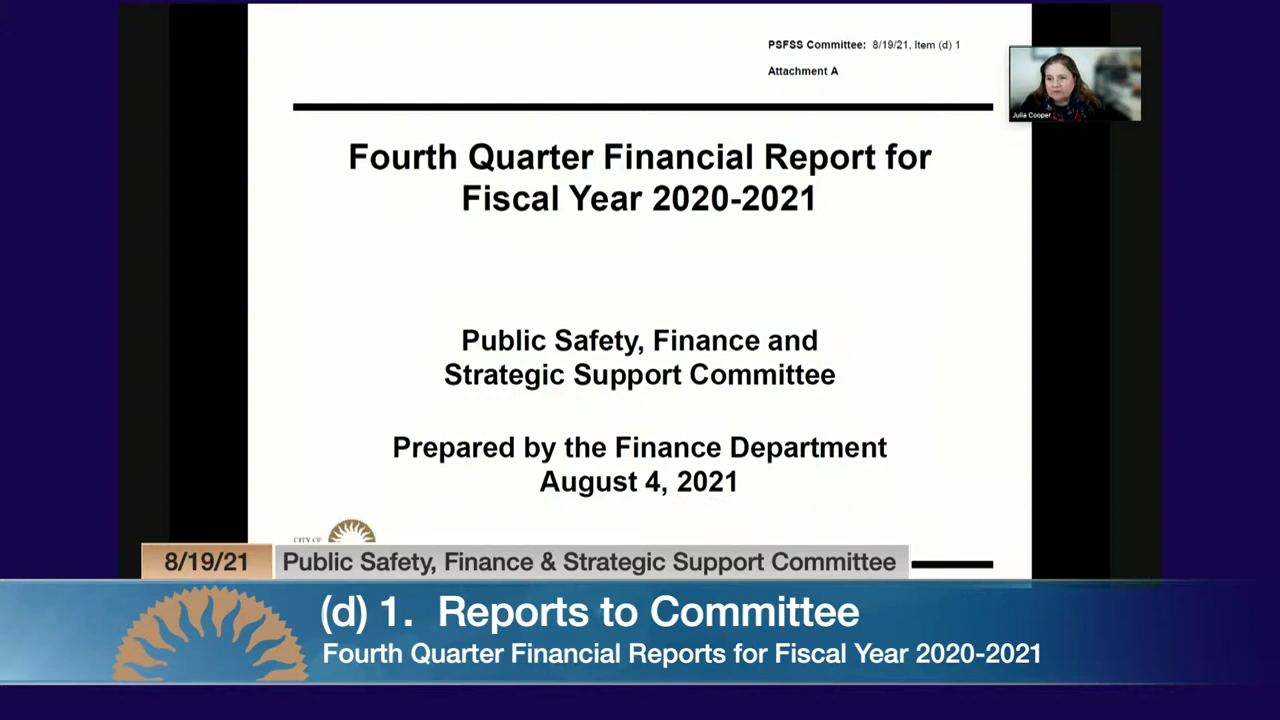 PSFSS Committee: 8/19/21, Item (d) 1
Attachment A
Julia Cooper
Fourth Quarter Financial Report for
Fiscal Year 2020-2021
Public Safety, Finance and
Strategic Support Committee
Prepared by the Finance Department
August 4, 2021
CITY OF
8/19/21 Public Safety, Finance & Strategic Support Committee
(d) 1. Reports to Committee
Fourth Quarter Financial Reports for Fiscal Year 2020-2021